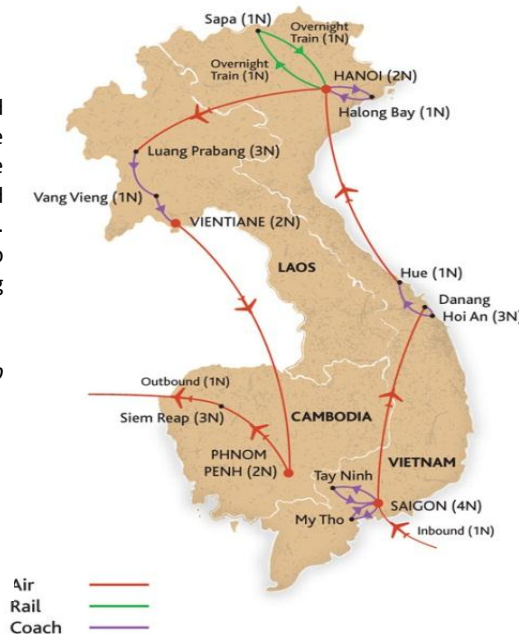 Sapa (1N)
Overnight
Train (1N)
Overnight
Train (1N)
HANOI (2N)
Halong Bay (1N)
Luang Prabang (3N)
Vang Vieng (1N)
VIENTIANE (2N)
LAOS
Hue (1N)
Danang
Hoi An (3N)
Outbound (1N)
Siem Reap (3N)
CAMBODIA
PHNOM
PENH (2N)
VIETNAM
Tay Ninh
SAIGON (4N)
My Tho
Inbound (1N)
Air
Rail
Coach